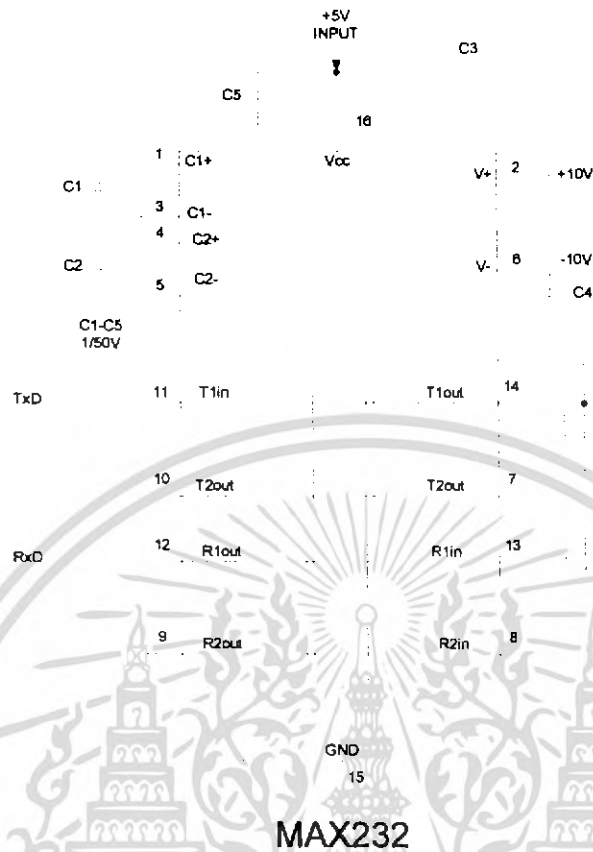 +5V
INPUT
C3
C5
16
1 C1+ Vcc V+ 2 +10V
C1
3 C1-
4 C2+
C2 V- 6 -10V
5 C2- C4
C1-C5
1/50V
TxD 11 T1in T1out 14
10 T2out T2out 7
RxD 12 R1out R1in 13
9 R2out R2in 8
GND
15
MAX232